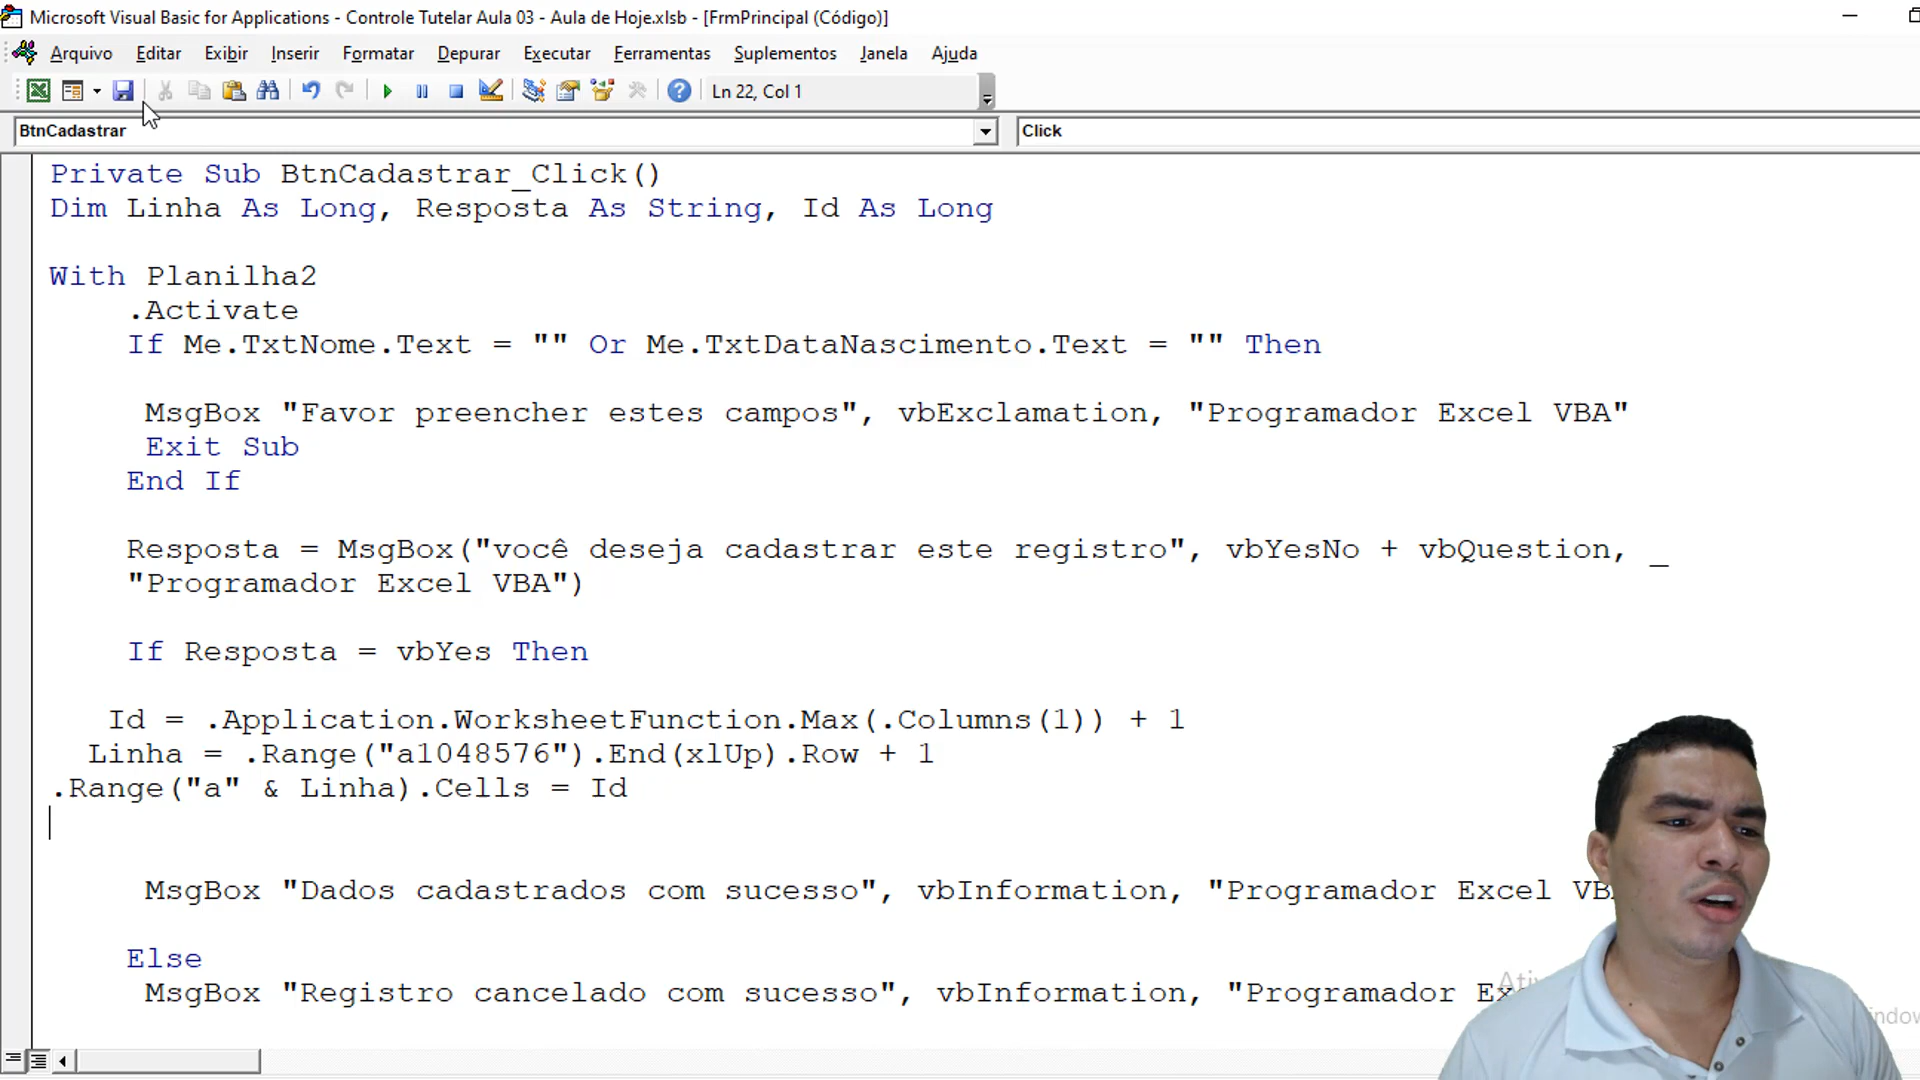 Microsoft Visual Basic for Applications - Controle Tutelar Aula 03 - Aula de Hoje.xlsb - [FrmPrincipal (Código)]
Arquivo Editar Exibir Inserir Formatar Depurar Executar Ferramentas Suplementos Janela Ajuda
Ln 22, Col 1
BtnCadastrar Click
Private Sub BtnCadastrar_Click()
Dim Linha As Long, Resposta As String, Id As Long
With Planilha2
.Activate
If Me.TxtNome.Text = "" Or Me.TxtDataNascimento.Text = "" Then
MsgBox "Favor preencher estes campos", vbExclamation, "Programador Excel VBA"
Exit Sub
End If
Resposta = MsgBox("você deseja cadastrar este registro", vbYesNo + vbQuestion, _
"Programador Excel VBA")
If Resposta = vbYes Then
Id = .Application.WorksheetFunction.Max(.Columns(1)) + 1
Linha = .Range("a1048576").End(xlUp).Row + 1
.Range("a" & Linha).Cells = Id
MsgBox "Dados cadastrados com sucesso", vbInformation, "Programador Excel VB
Else
MsgBox "Registro cancelado com sucesso", vbInformation, "Programador Ex